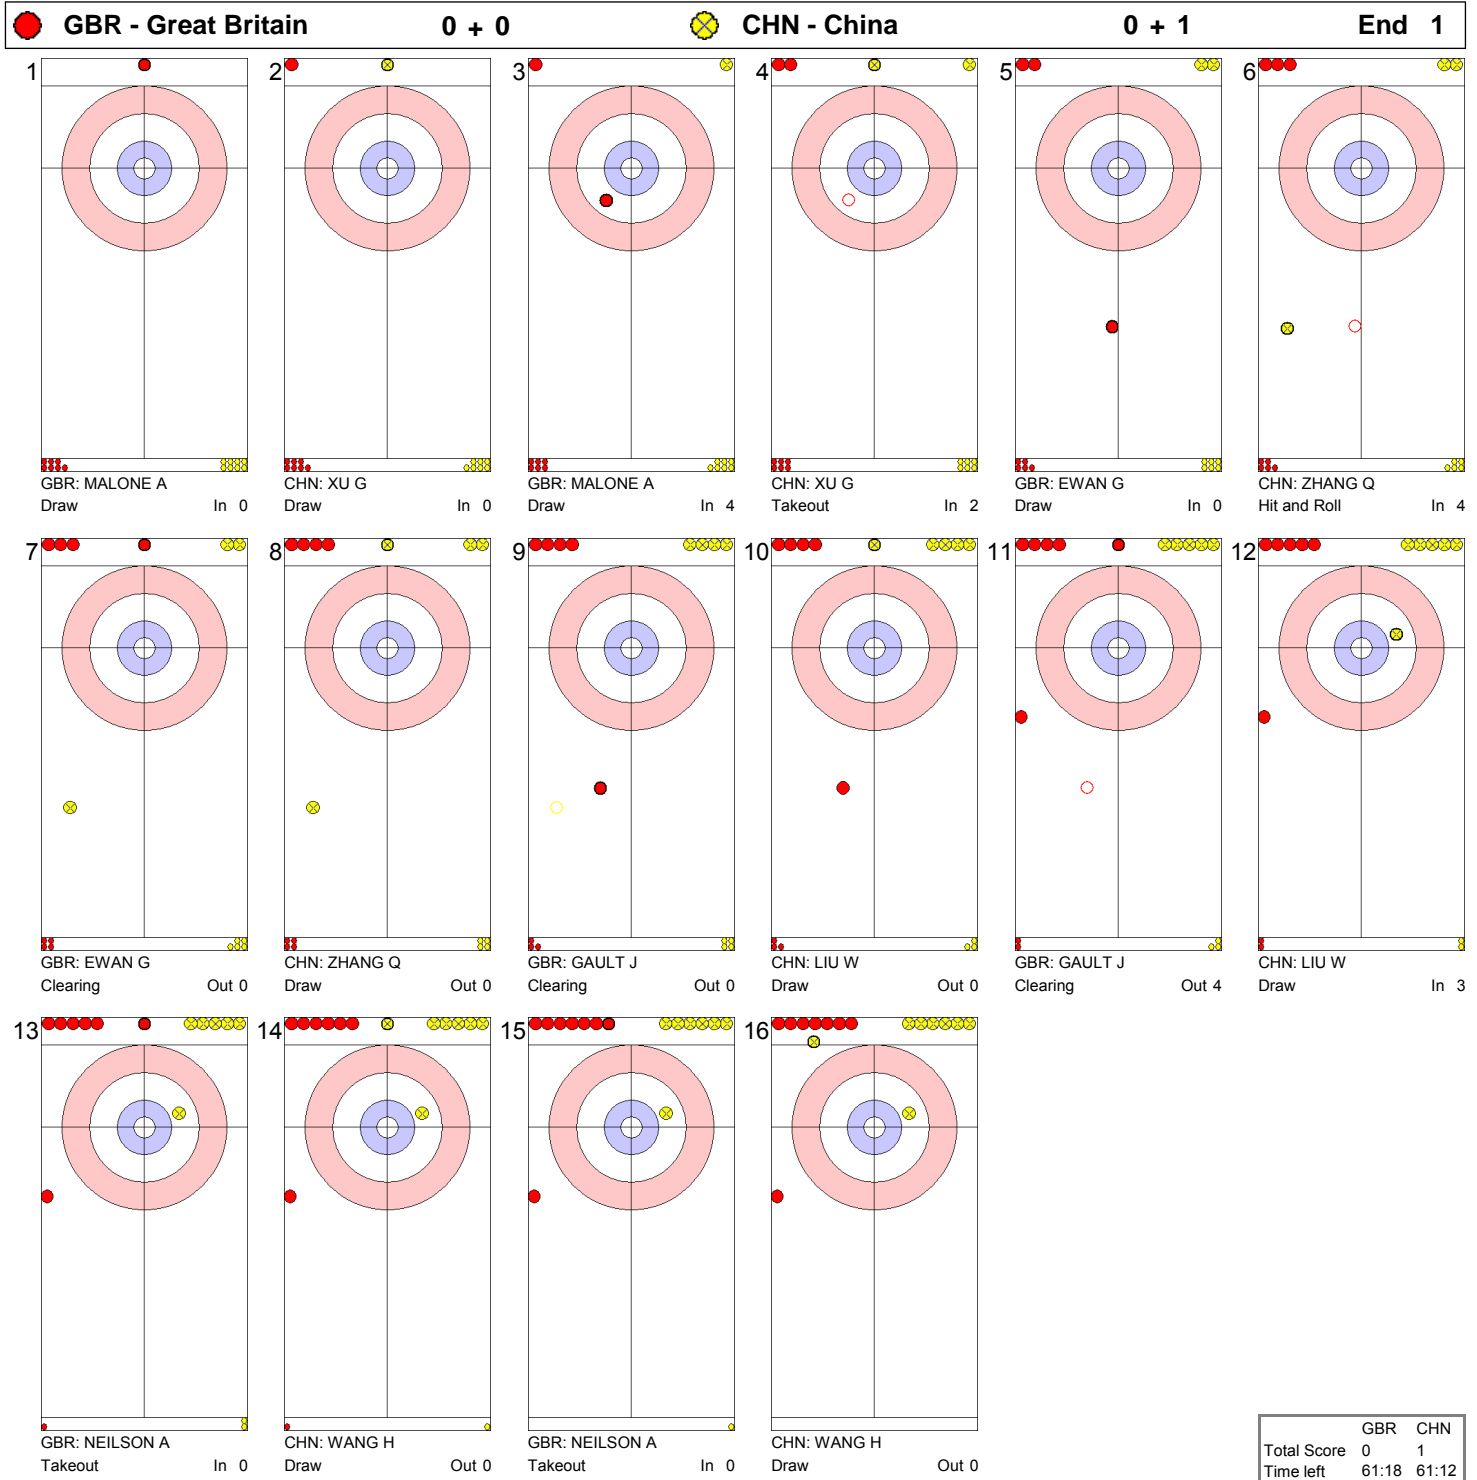 GBR - Great Britain 0 + 0 CHN - China 0 + 1 End 1
1 2 3 4 5 6
GBR: MALONE A CHN: XU G GBR: MALONE A CHN: XU G GBR: EWAN G CHN: ZHANG Q
Draw In 0 Draw In 0 Draw In 4 Takeout In 2 Draw In 0 Hit and Roll In 4
7 8 9 10 11 12
GBR: EWAN G CHN: ZHANG Q GBR: GAULT J CHN: LIU W GBR: GAULT J CHN: LIU W
Clearing Out 0 Draw Out 0 Clearing Out 0 Draw Out 0 Clearing Out 4 Draw In 3
13 14 15 16
GBR: NEILSON A CHN: WANG H GBR: NEILSON A CHN: WANG H
Takeout In 0 Draw Out 0 Takeout In 0 Draw Out 0
GBR CHN
Total Score 0 1
Time left 61:18 61:12